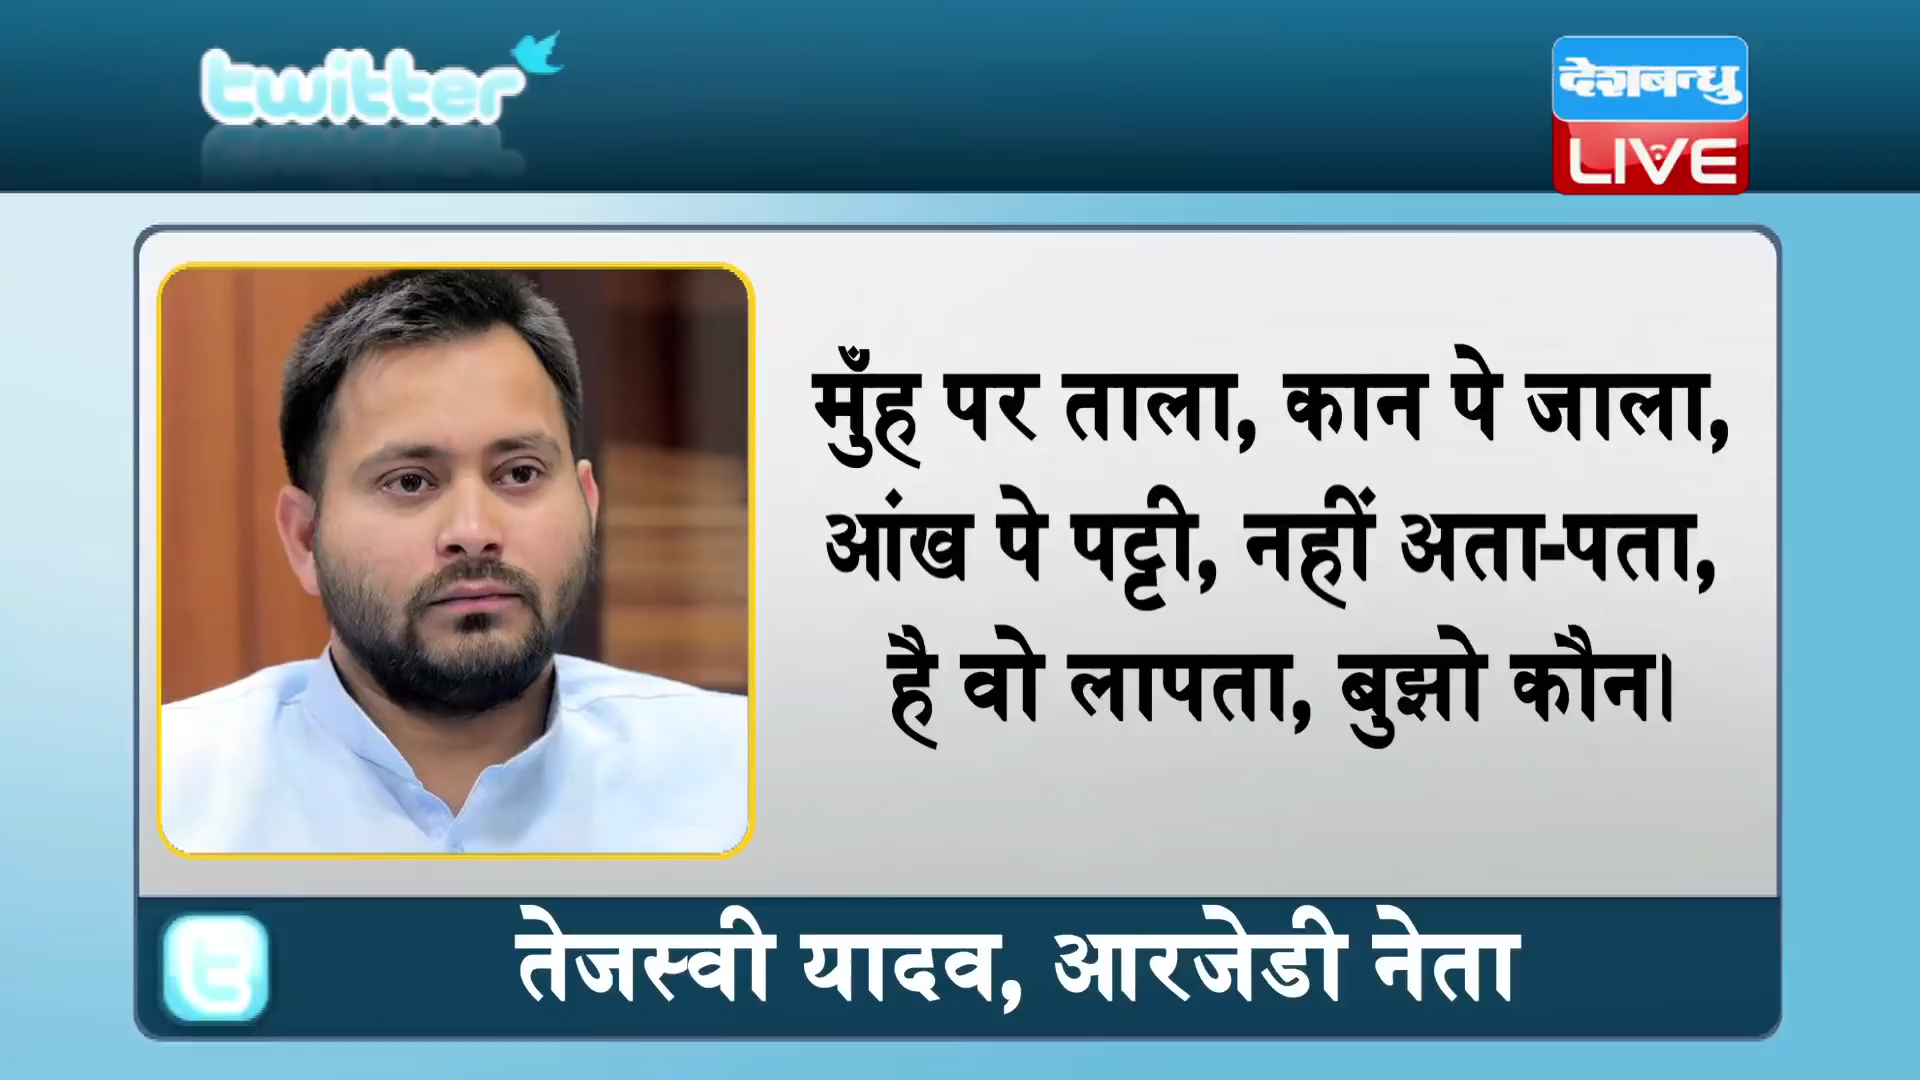 twitter
देशबन्धु
LIVE
मुँह पर ताला, कान पे जाला,
आंख पे पट्टी, नहीं अता-पता,
है वो लापता, बुझो कौन।
t
तेजस्वी यादव, आरजेडी नेता